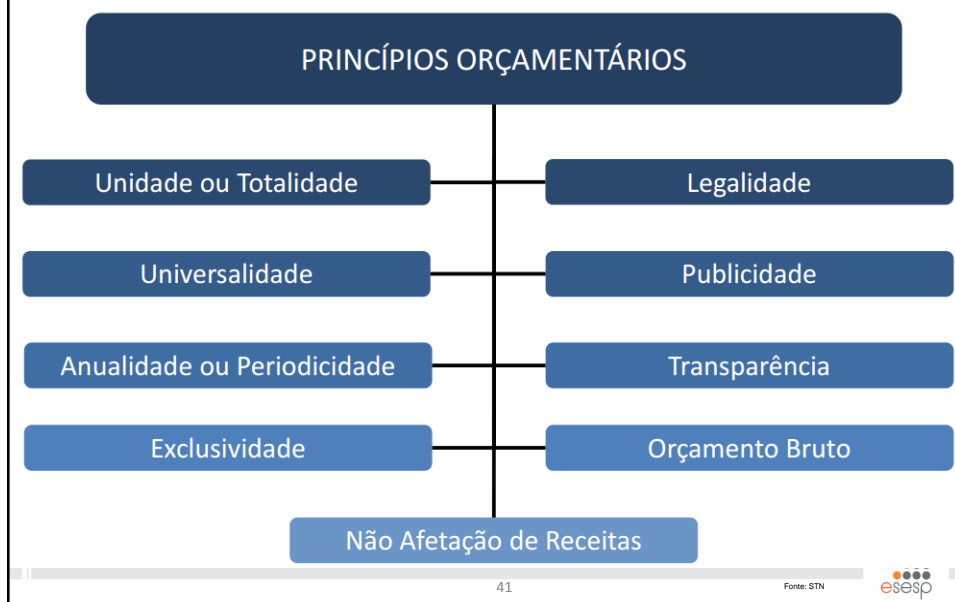 PRINCÍPIOS ORÇAMENTÁRIOS
Unidade ou Totalidade
Legalidade
Universalidade
Publicidade
Anualidade ou Periodicidade
Transparência
Exclusividade
Orçamento Bruto
Não Afetação de Receitas
41
Fonte: STN
esesp